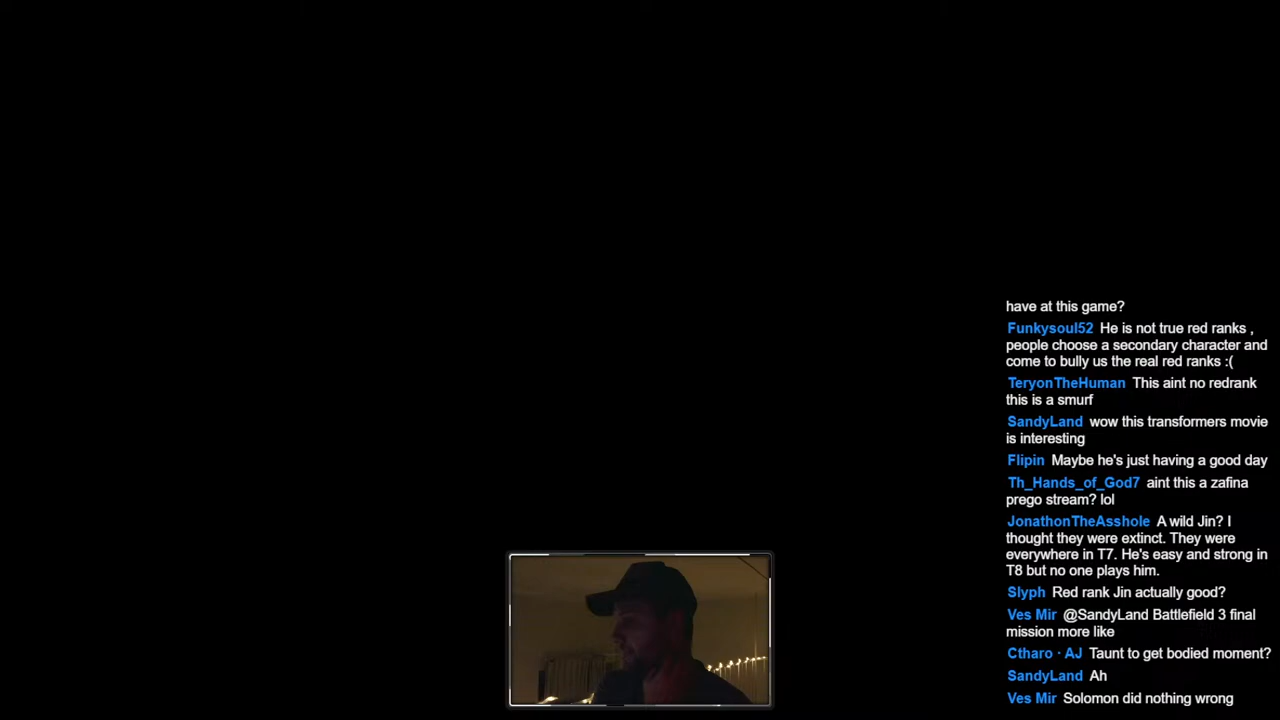 have at this game?
Funkysoul52 He is not true red ranks ,
people choose a secondary character and
come to bully us the real red ranks :(
TeryonTheHuman This aint no redrank
this is a smurf
SandyLand wow this transformers movie
is interesting
Flipin Maybe he's just having a good day
Th_Hands_of_God7 aint this a zafina
prego stream? lol
JonathonTheAsshole A wild Jin? I
thought they were extinct. They were
everywhere in T7. He's easy and strong in
T8 but no one plays him.
Slyph Red rank Jin actually good?
Ves Mir @SandyLand Battlefield 3 final
mission more like
Ctharo · AJ Taunt to get bodied moment?
SandyLand Ah
Ves Mir Solomon did nothing wrong